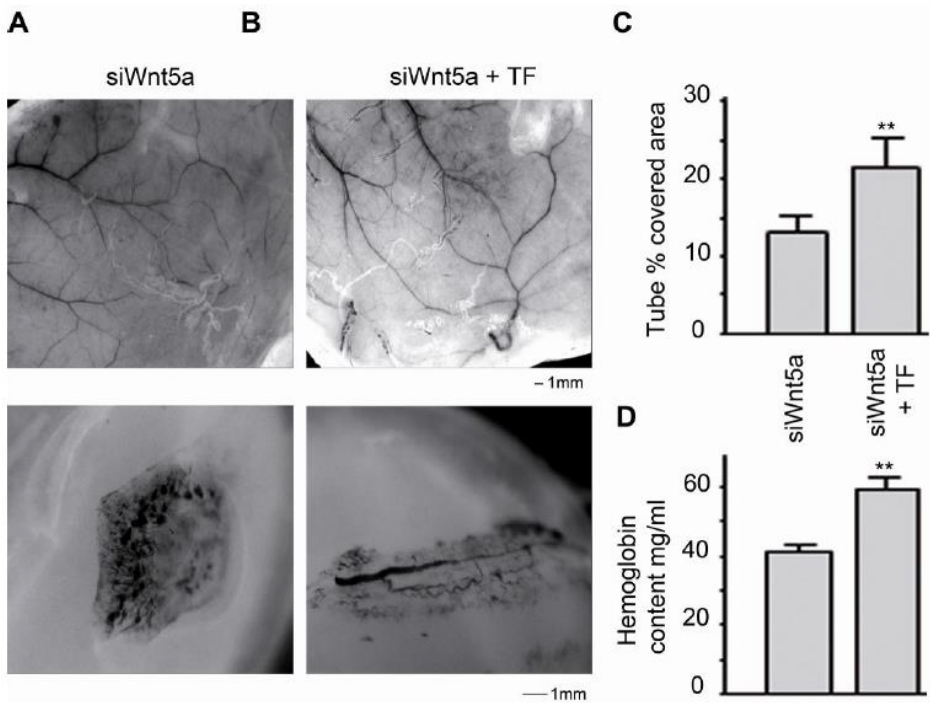 A
B
C
siWnt5a
siWnt5a + TF
– 1mm
— 1mm
Tube % covered area
30
20
10
0
**
siWnt5a
siWnt5a
+ TF
D
Hemoglobin
content mg/ml
60
40
20
0
**